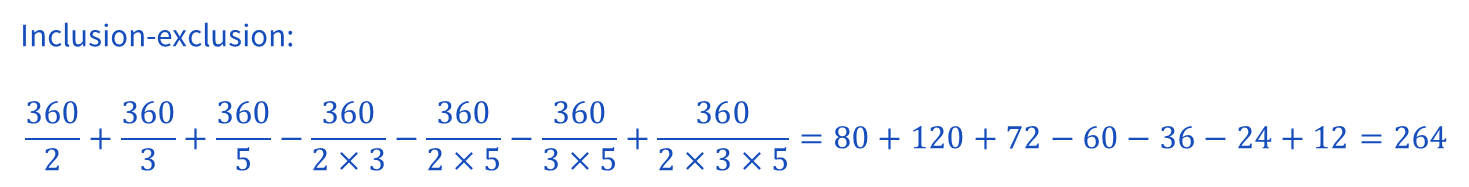 Inclusion-exclusion:
360/2 + 360/3 + 360/5 − 360/(2 × 3) − 360/(2 × 5) − 360/(3 × 5) + 360/(2 × 3 × 5) = 80 + 120 + 72 − 60 − 36 − 24 + 12 = 264